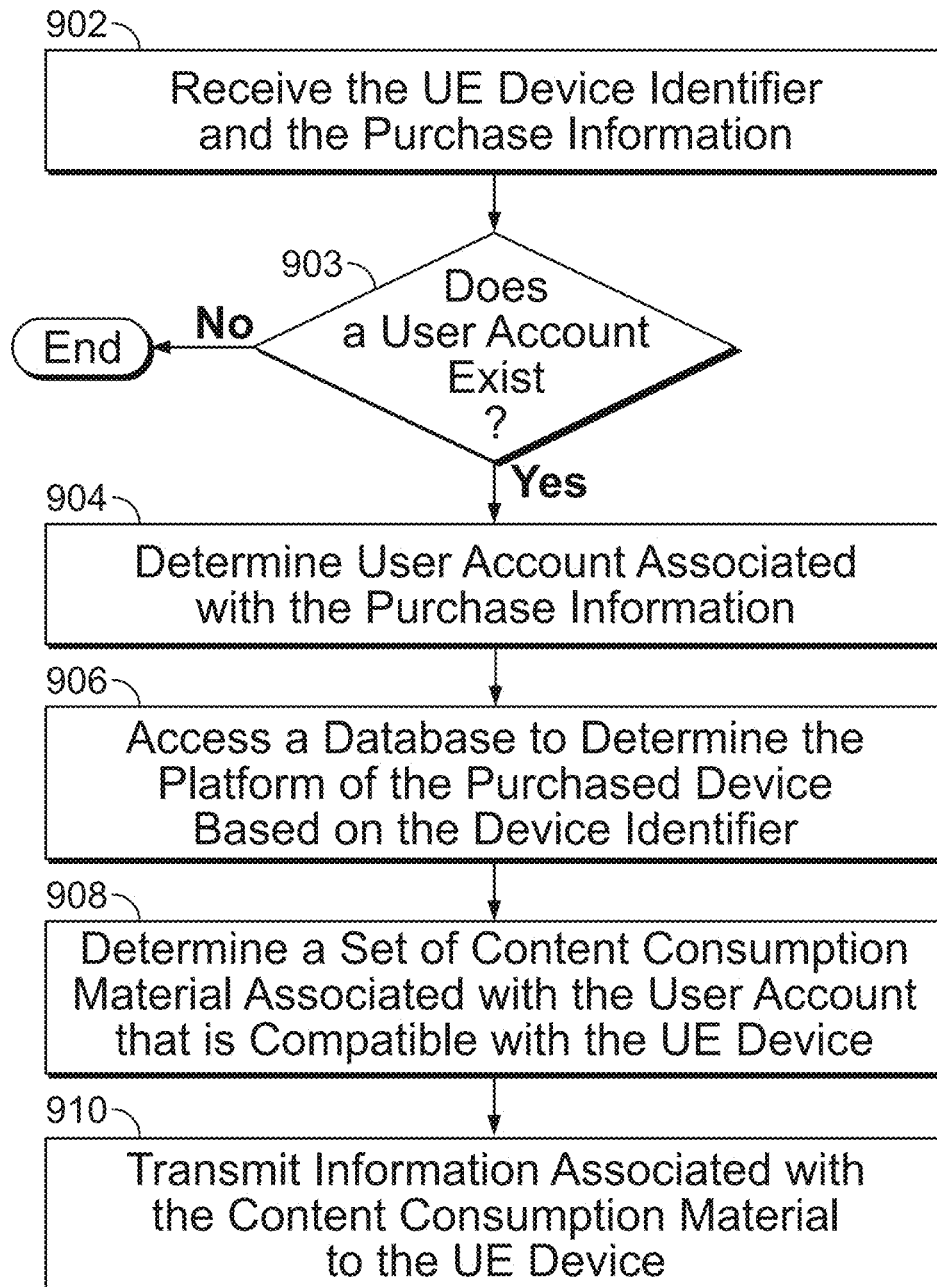 902
Receive the UE Device Identifier
and the Purchase Information
903
Does
a User Account
Exist
?
No
End
Yes
904
Determine User Account Associated
with the Purchase Information
906
Access a Database to Determine the
Platform of the Purchased Device
Based on the Device Identifier
908
Determine a Set of Content Consumption
Material Associated with the User Account
that is Compatible with the UE Device
910
Transmit Information Associated with
the Content Consumption Material
to the UE Device